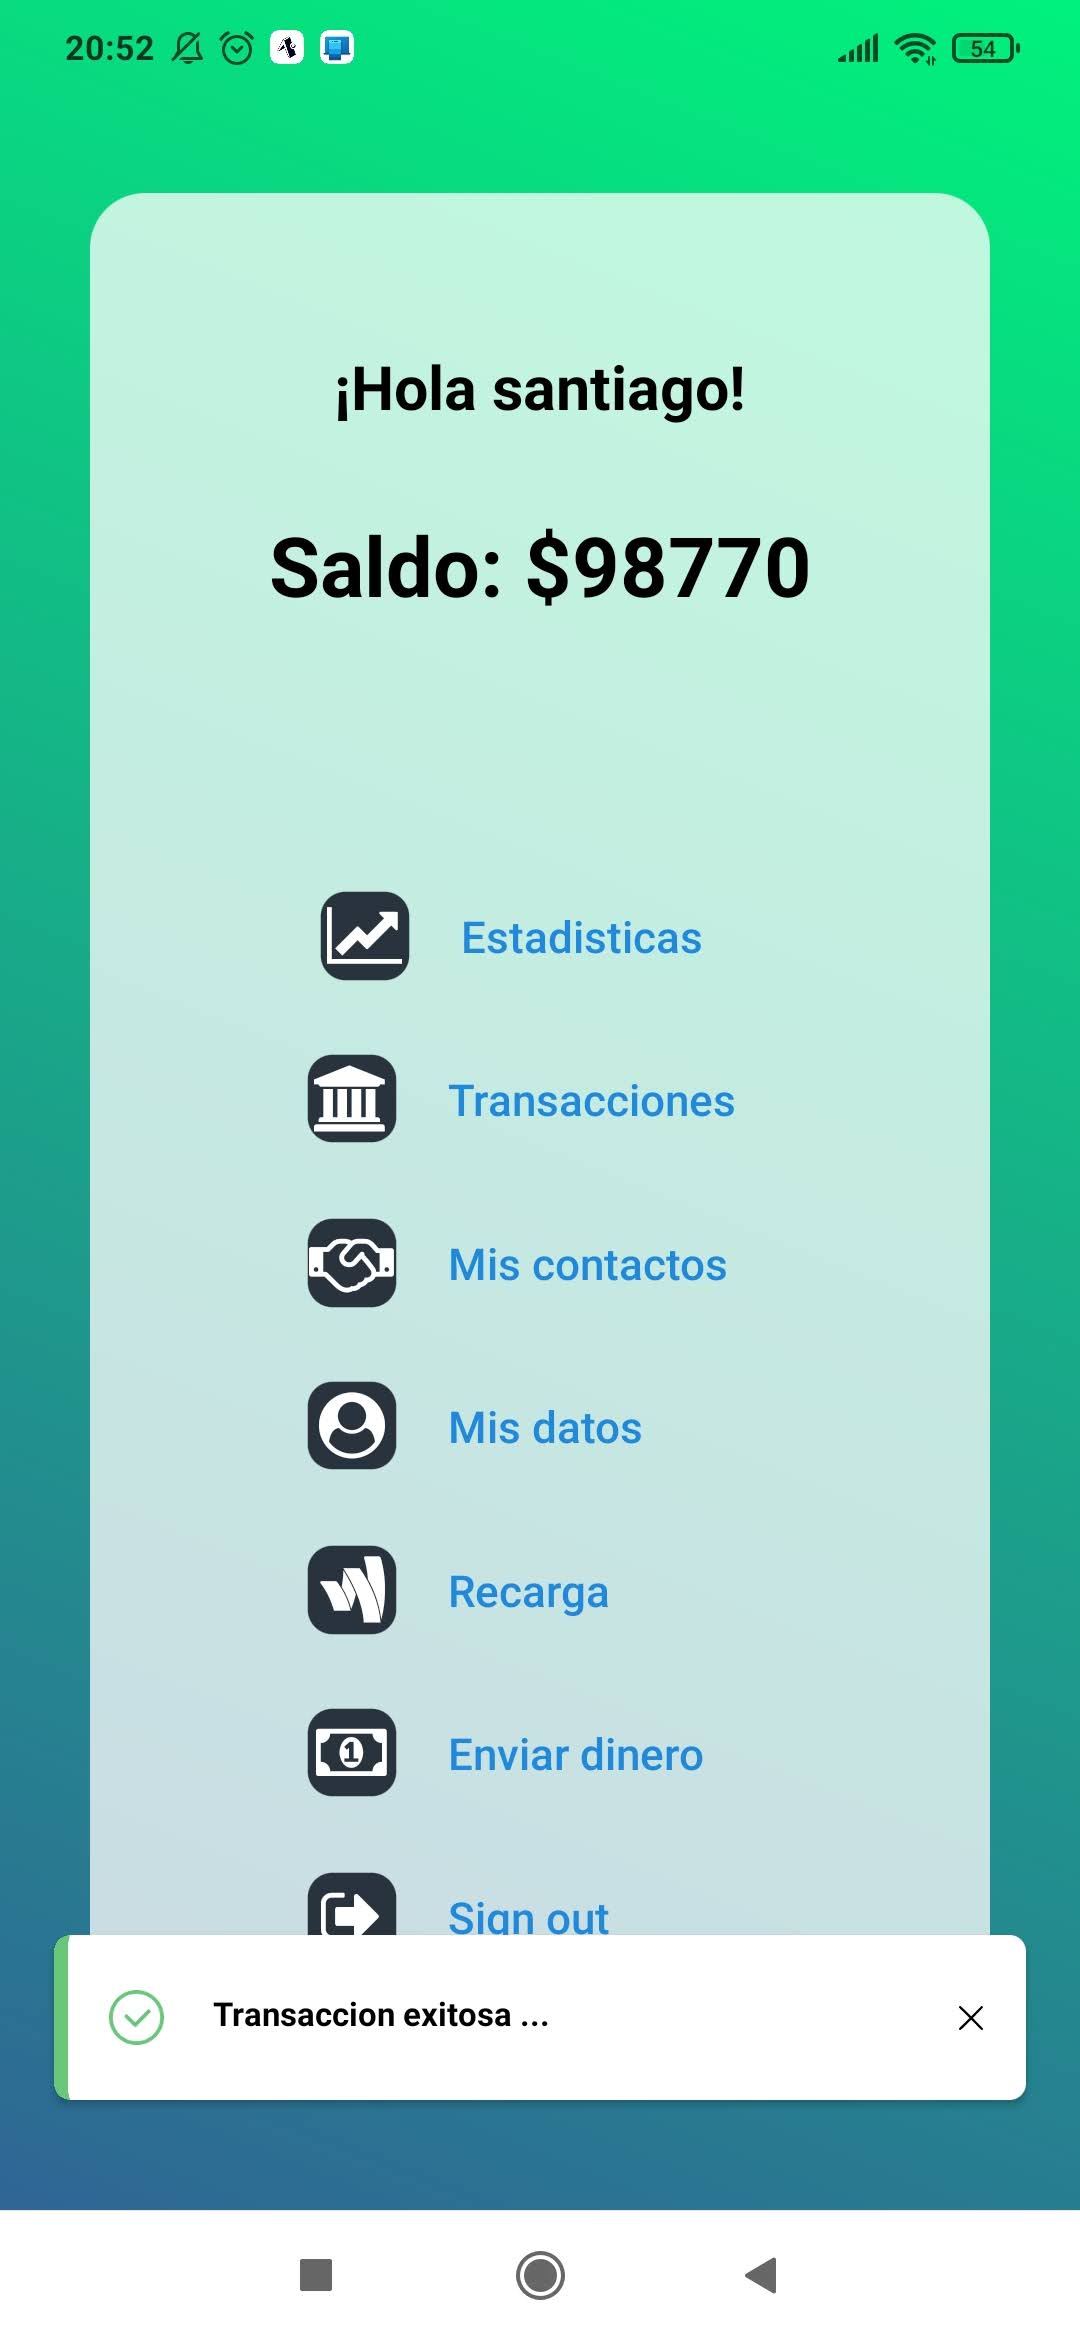 20:52
54
¡Hola santiago!
Saldo: $98770
Estadisticas
Transacciones
Mis contactos
Mis datos
Recarga
1
Enviar dinero
Sign out
Transaccion exitosa ...